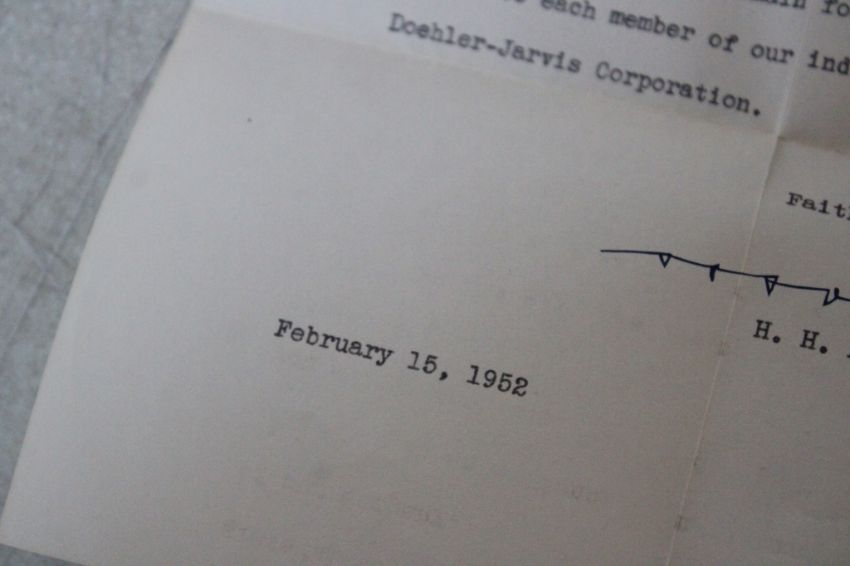 each member of our ind
Doehler-Jarvis Corporation.
Fait
H. H.
February 15, 1952